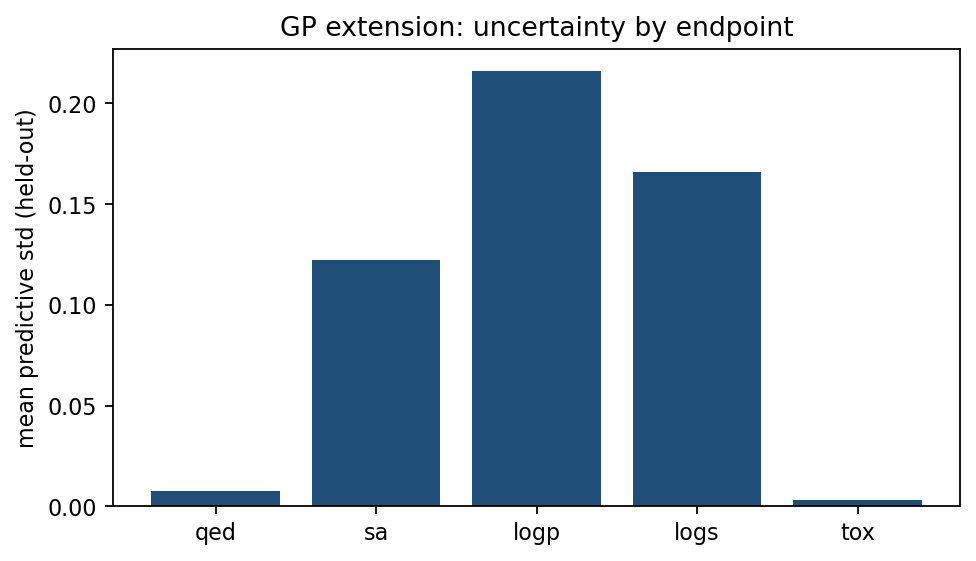 GP extension: uncertainty by endpoint
mean predictive std (held-out)
0.20
0.15
0.10
0.05
0.00
qed sa logp logs tox